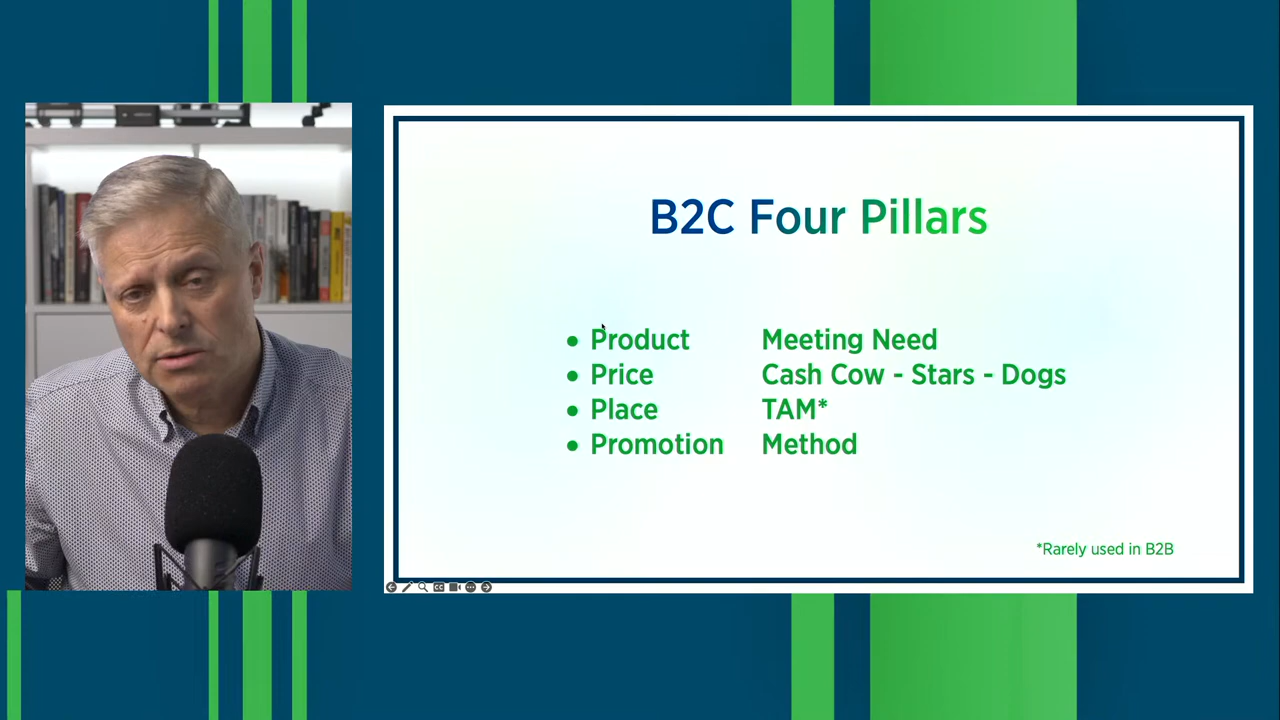 B2C Four Pillars
• Product Meeting Need
• Price Cash Cow - Stars - Dogs
• Place TAM*
• Promotion Method
*Rarely used in B2B